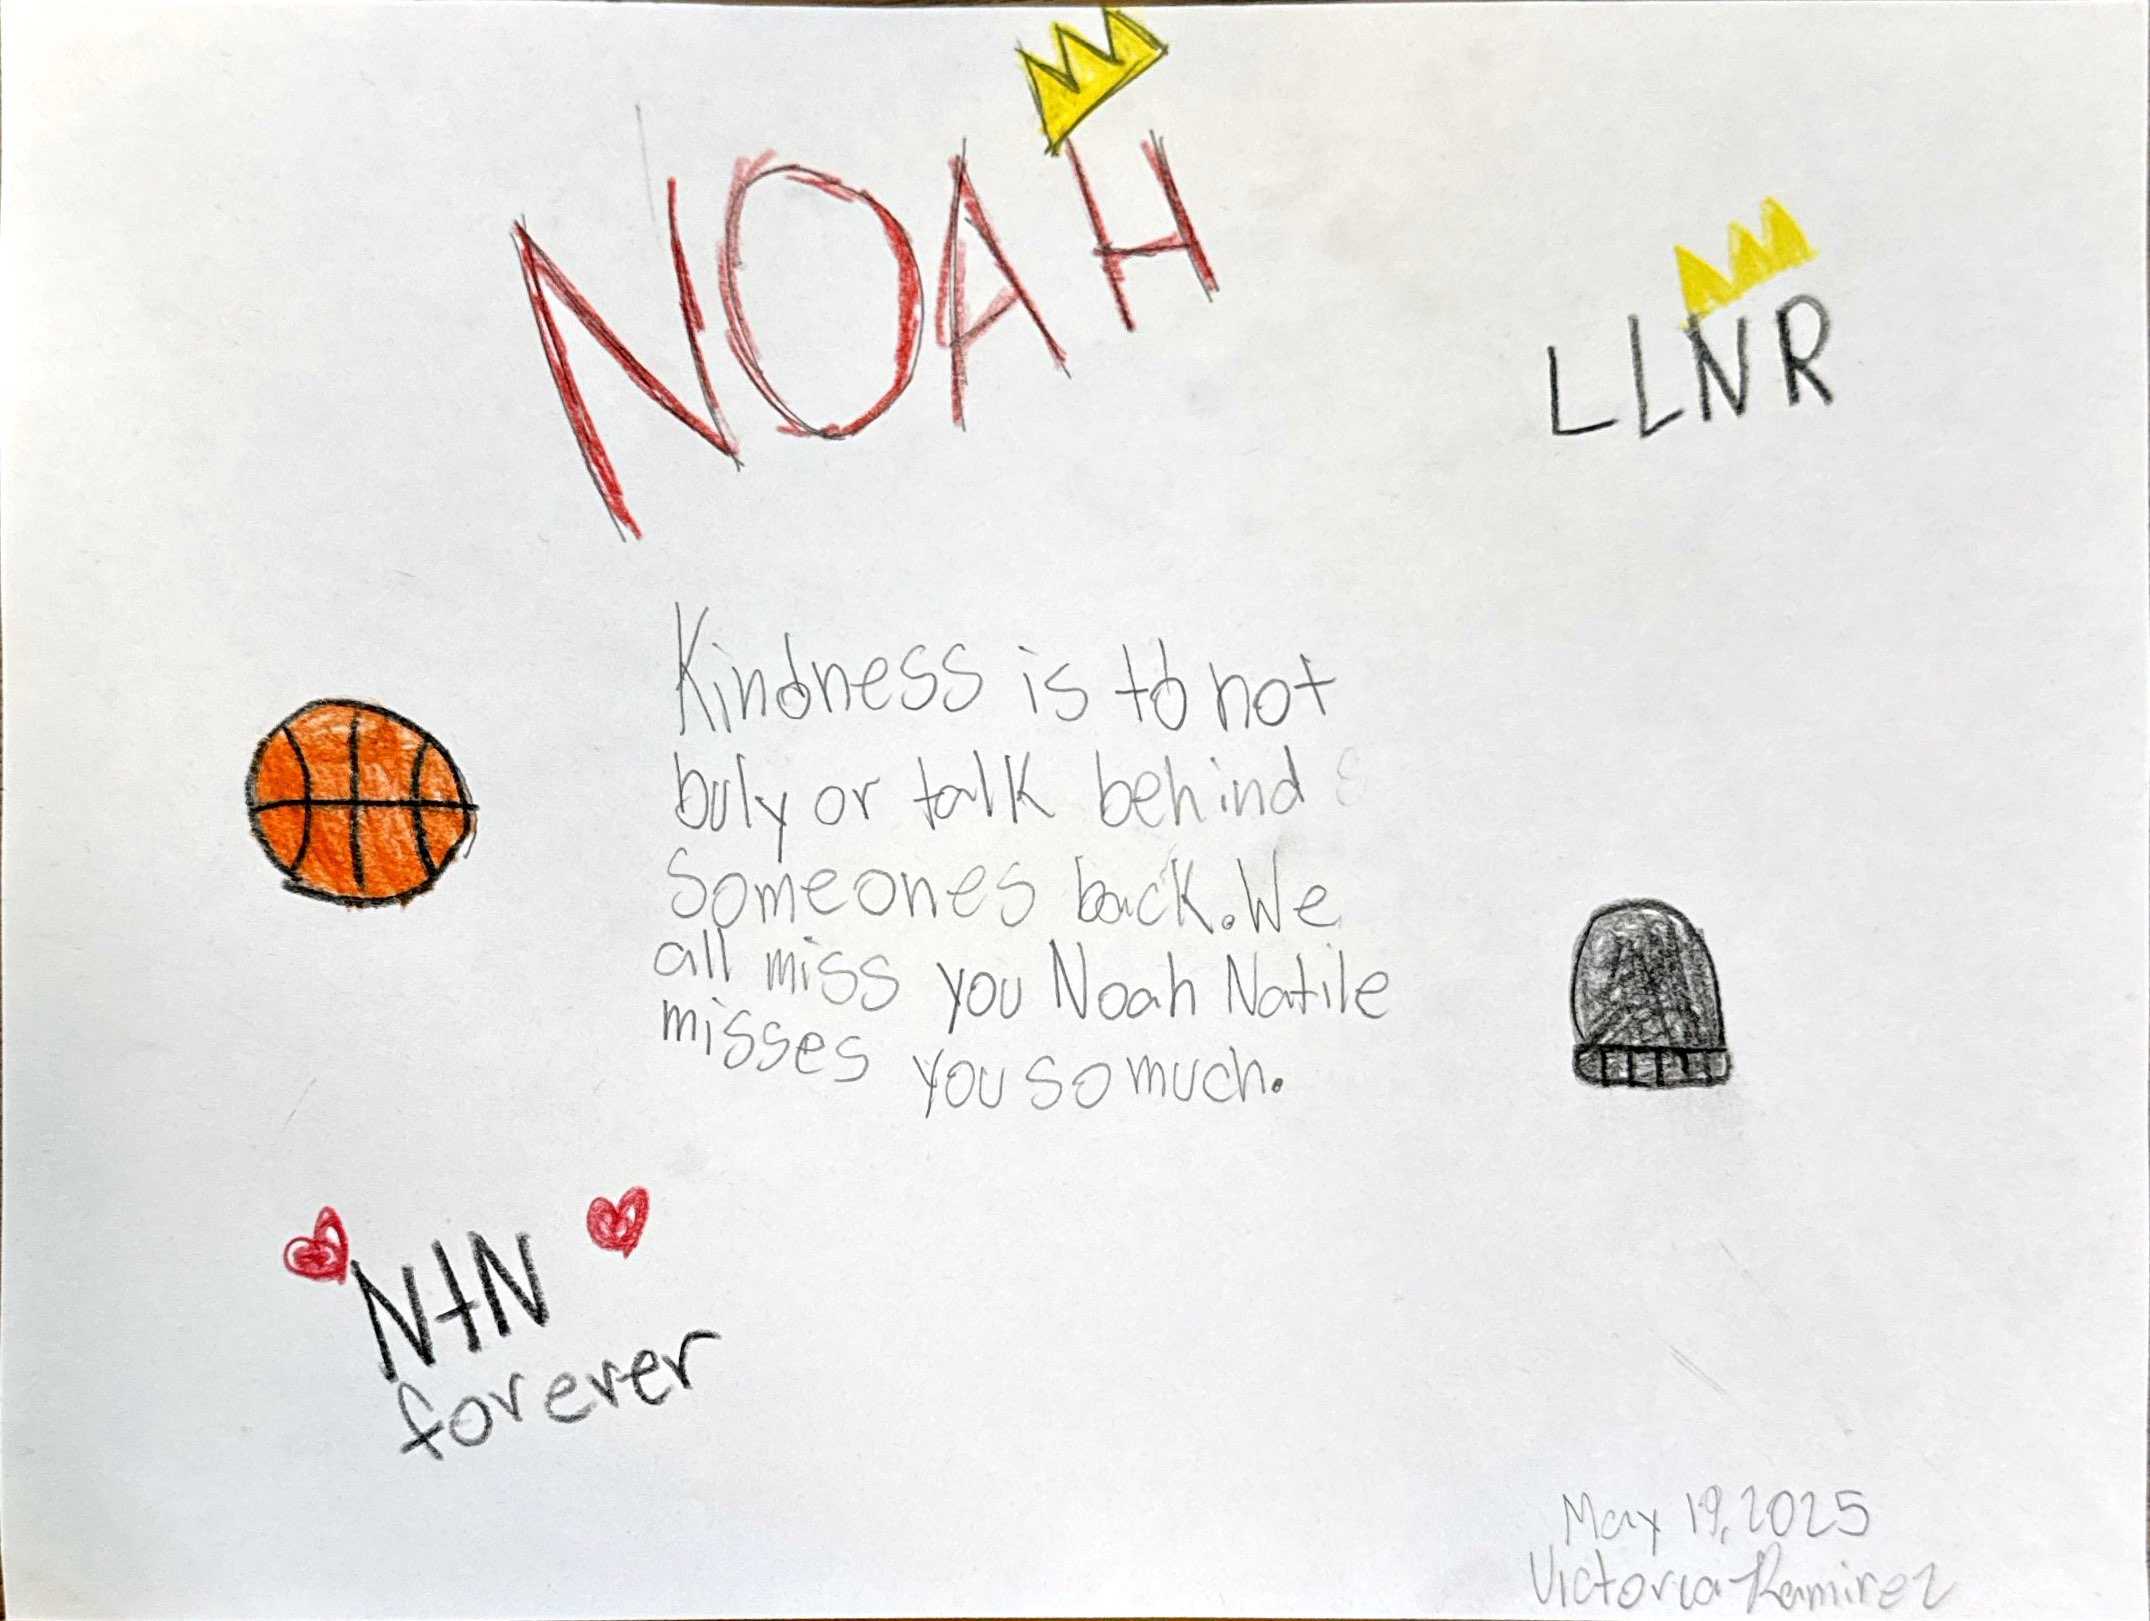 NOAH
LLNR
Kindness is to not
buly or talk behind
Someones back. We
all miss you Noah Natile
misses you so much.
N+N
forever
May 19, 2025
Victoria Ramirez